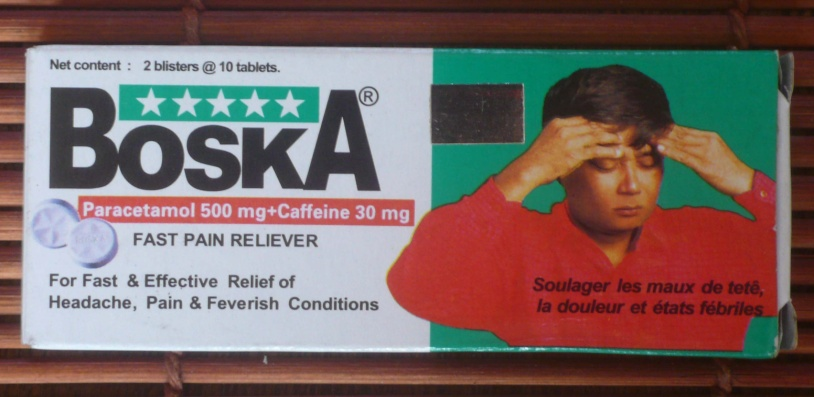 Net content : 2 blisters @ 10 tablets.
BOSKA®
Paracetamol 500 mg+Caffeine 30 mg
FAST PAIN RELIEVER
For Fast & Effective Relief of
Headache, Pain & Feverish Conditions
Soulager les maux de tetê,
la douleur et états fébriles